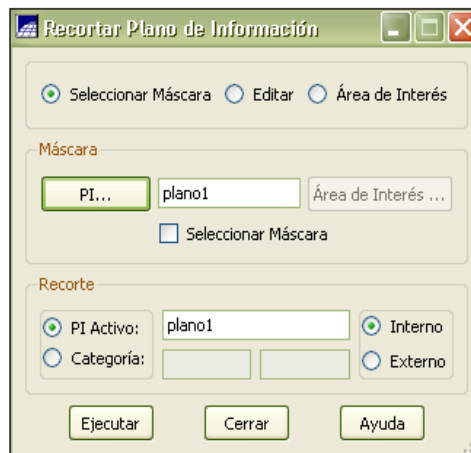 Recortar Plano de Información
Seleccionar Máscara Editar Área de Interés
Máscara
PI... plano1 Área de Interés ...
Seleccionar Máscara
Recorte
PI Activo: plano1 Interno
Categoría: Externo
Ejecutar Cerrar Ayuda